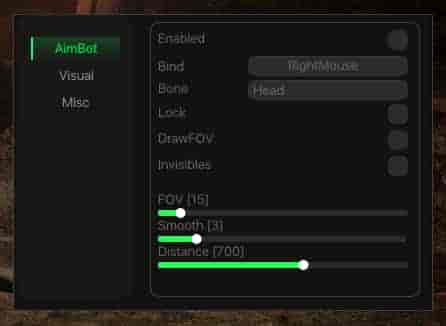 AimBot
Visual
Misc
Enabled
Bind RightMouse
Bone Head
Lock
DrawFOV
Invisibles
FOV [15]
Smooth [3]
Distance [700]